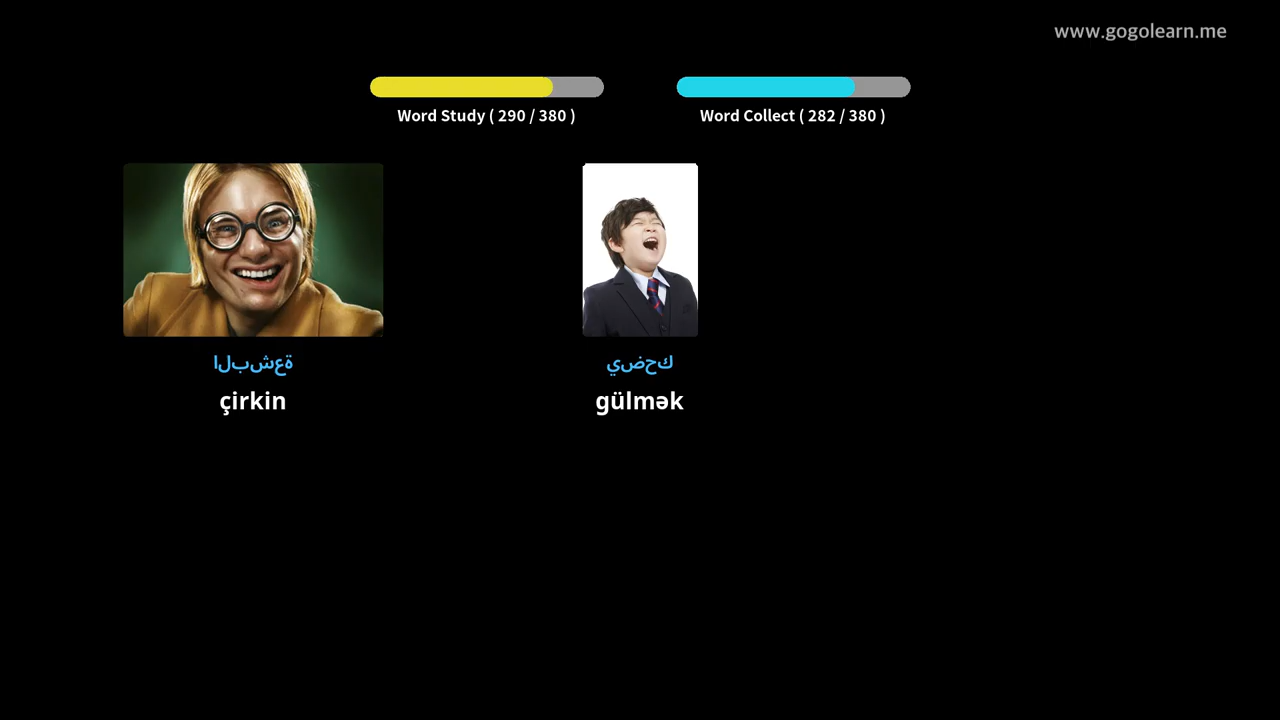 www.gogolearn.me
Word Study ( 290 / 380 )
Word Collect ( 282 / 380 )
البشعة
يضحك
çirkin
gülmək